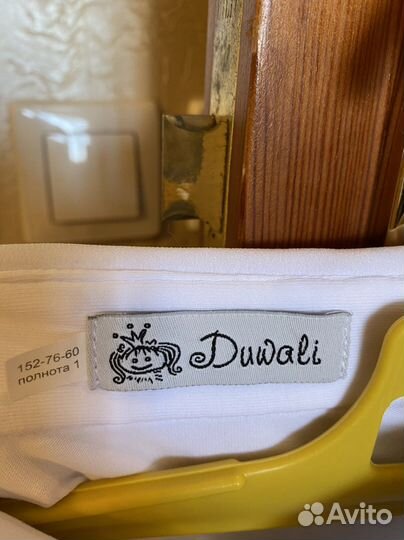 152-76-60
полнота 1
Duwali
Avito